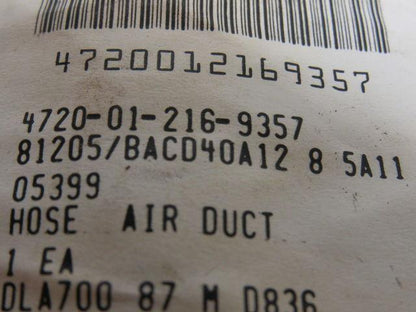 4720012169357
4720-01-216-9357
81205/BACD40A12 8 5A11
05399
HOSE AIR DUCT
1 EA
DLA700 87 M D836